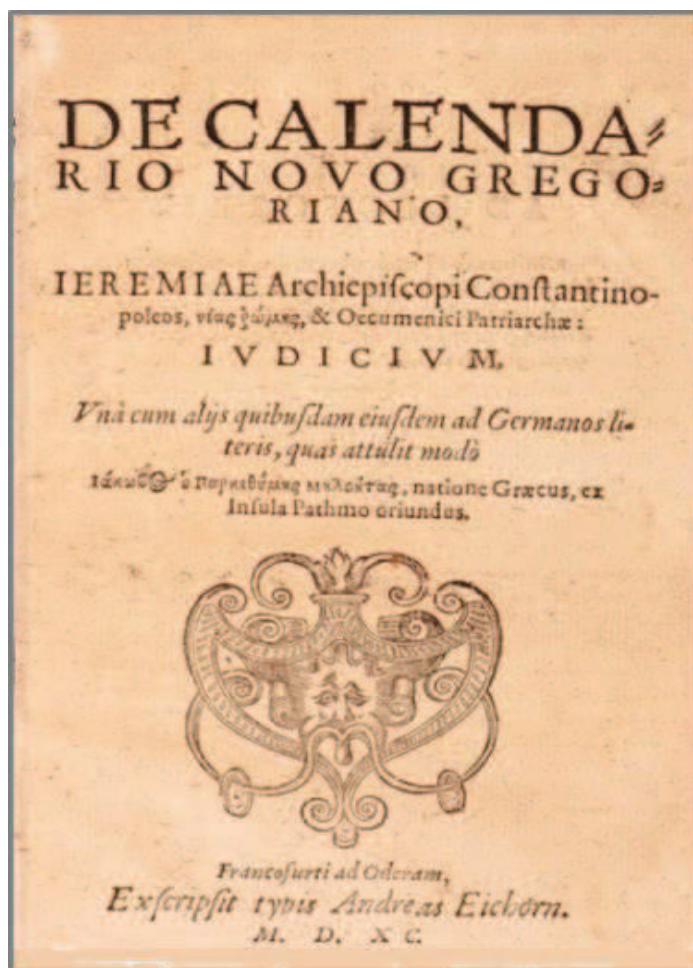 DE CALENDA-
RIO NOVO GREGO-
RIANO,
IEREMIAE Archiepiſcopi Conſtantino-
poleos, νέας ῥώμης, & Oecumenici Patriarchæ:
IVDICIVM.
Vnà cum alijs quibuſdam eiuſdem ad Germanos li-
teris, quas attulit modò
ὁ μηλοίτας, natione Græcus, ex
Inſula Pathmo oriundus.
Francofurti ad Oderam,
Exſcripſit typis Andreas Eichorn.
M. D. XC.